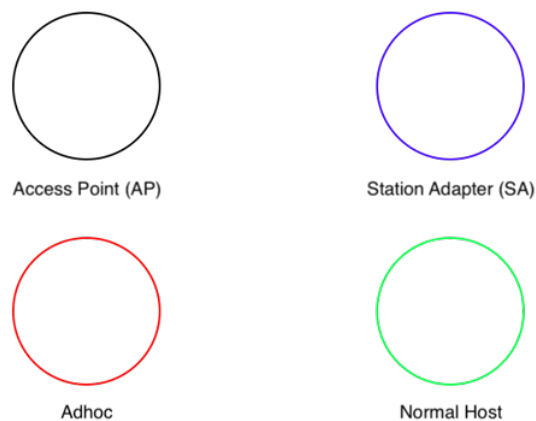 Access Point (AP)
Station Adapter (SA)
Adhoc
Normal Host